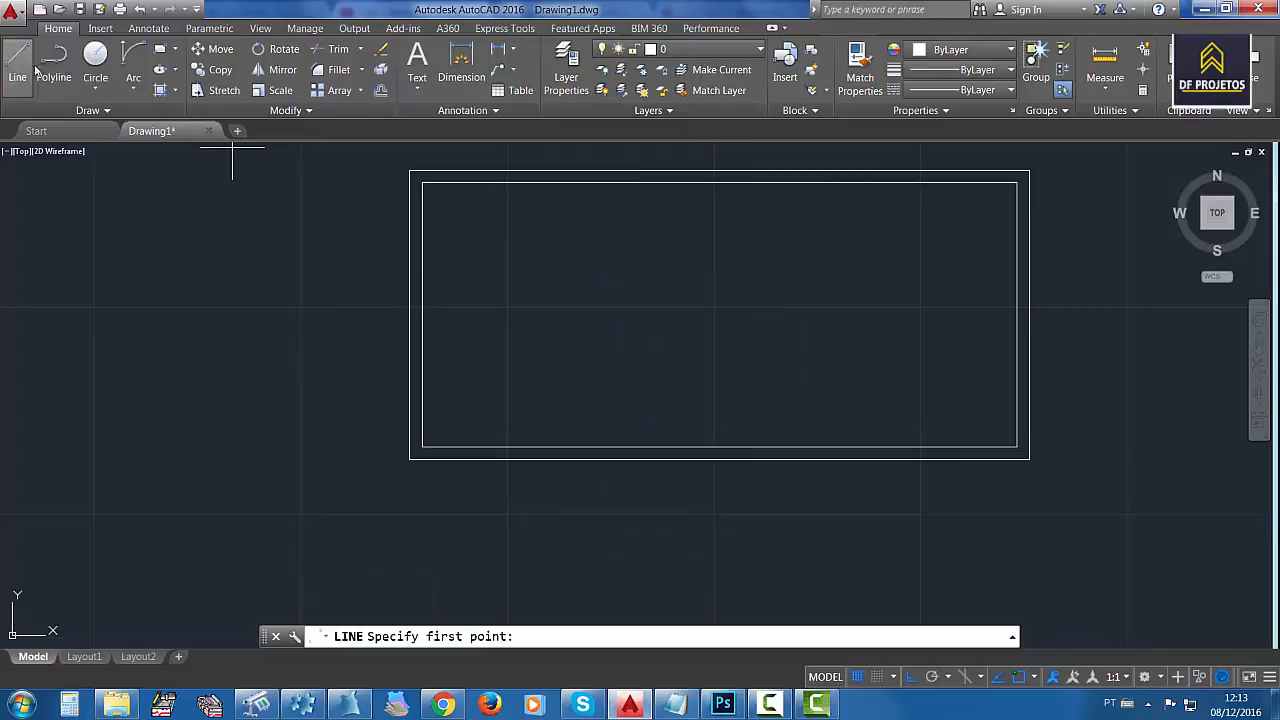 Autodesk AutoCAD 2016 Drawing1.dwg
Type a keyword or phrase
Sign In
Home Insert Annotate Parametric View Manage Output Add-ins A360 Express Tools Featured Apps BIM 360 Performance
Line Polyline Circle Arc
Move Rotate Trim
Copy Mirror Fillet
Stretch Scale Array
Text Dimension Table
Layer Properties
0
Make Current
Match Layer
Insert
Match Properties
ByLayer
ByLayer
ByLayer
Group
Measure
DF PROJETOS
Draw Modify Annotation Layers Block Properties Groups Utilities Clipboard View
Start Drawing1*
[−][Top][2D Wireframe]
N
W TOP E
S
WCS
Y
X
LINE Specify first point:
Model Layout1 Layout2
MODEL 1:1
Ps
PT
12:13
08/12/2016